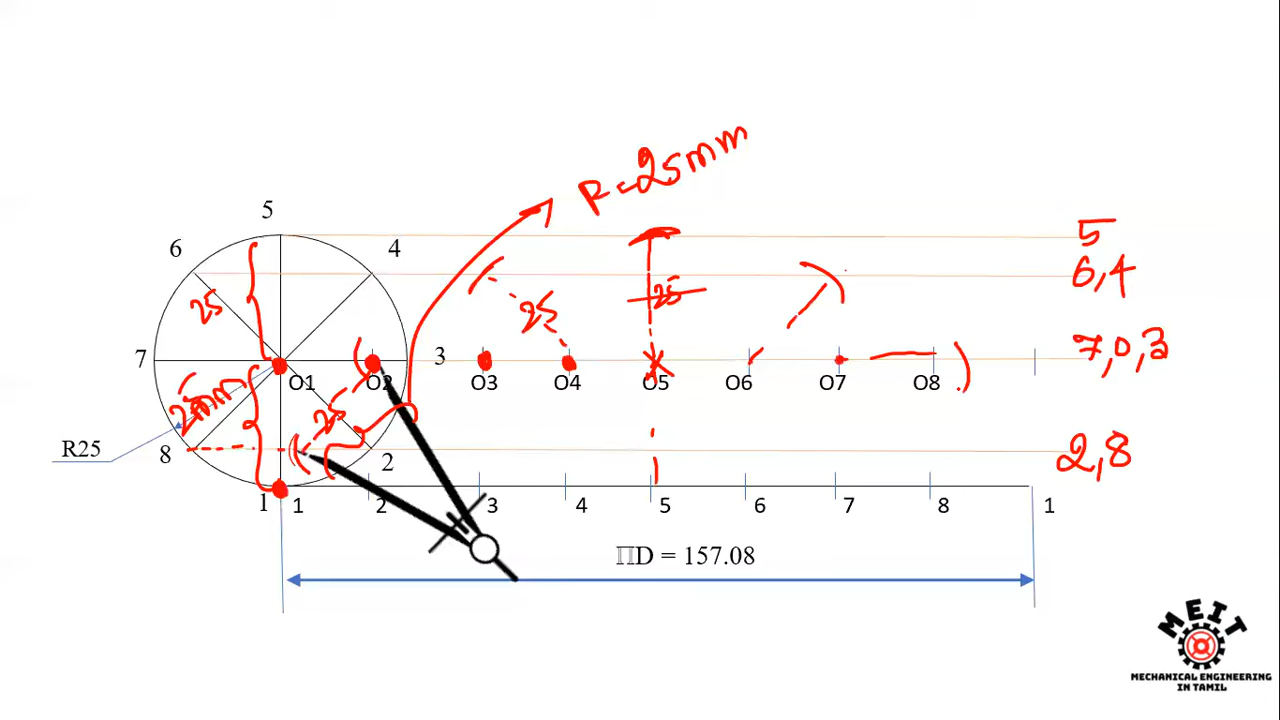 R=25mm
5
5
6
4
6,4
25
25
25
7
3
7,0,3
O1
O2
O3
O4
O5
O6
O7
O8
25mm
25
R25
8
2
2,8
1
1
2
3
4
5
6
7
8
1
ΠD = 157.08
MEIT
MECHANICAL ENGINEERING
IN TAMIL